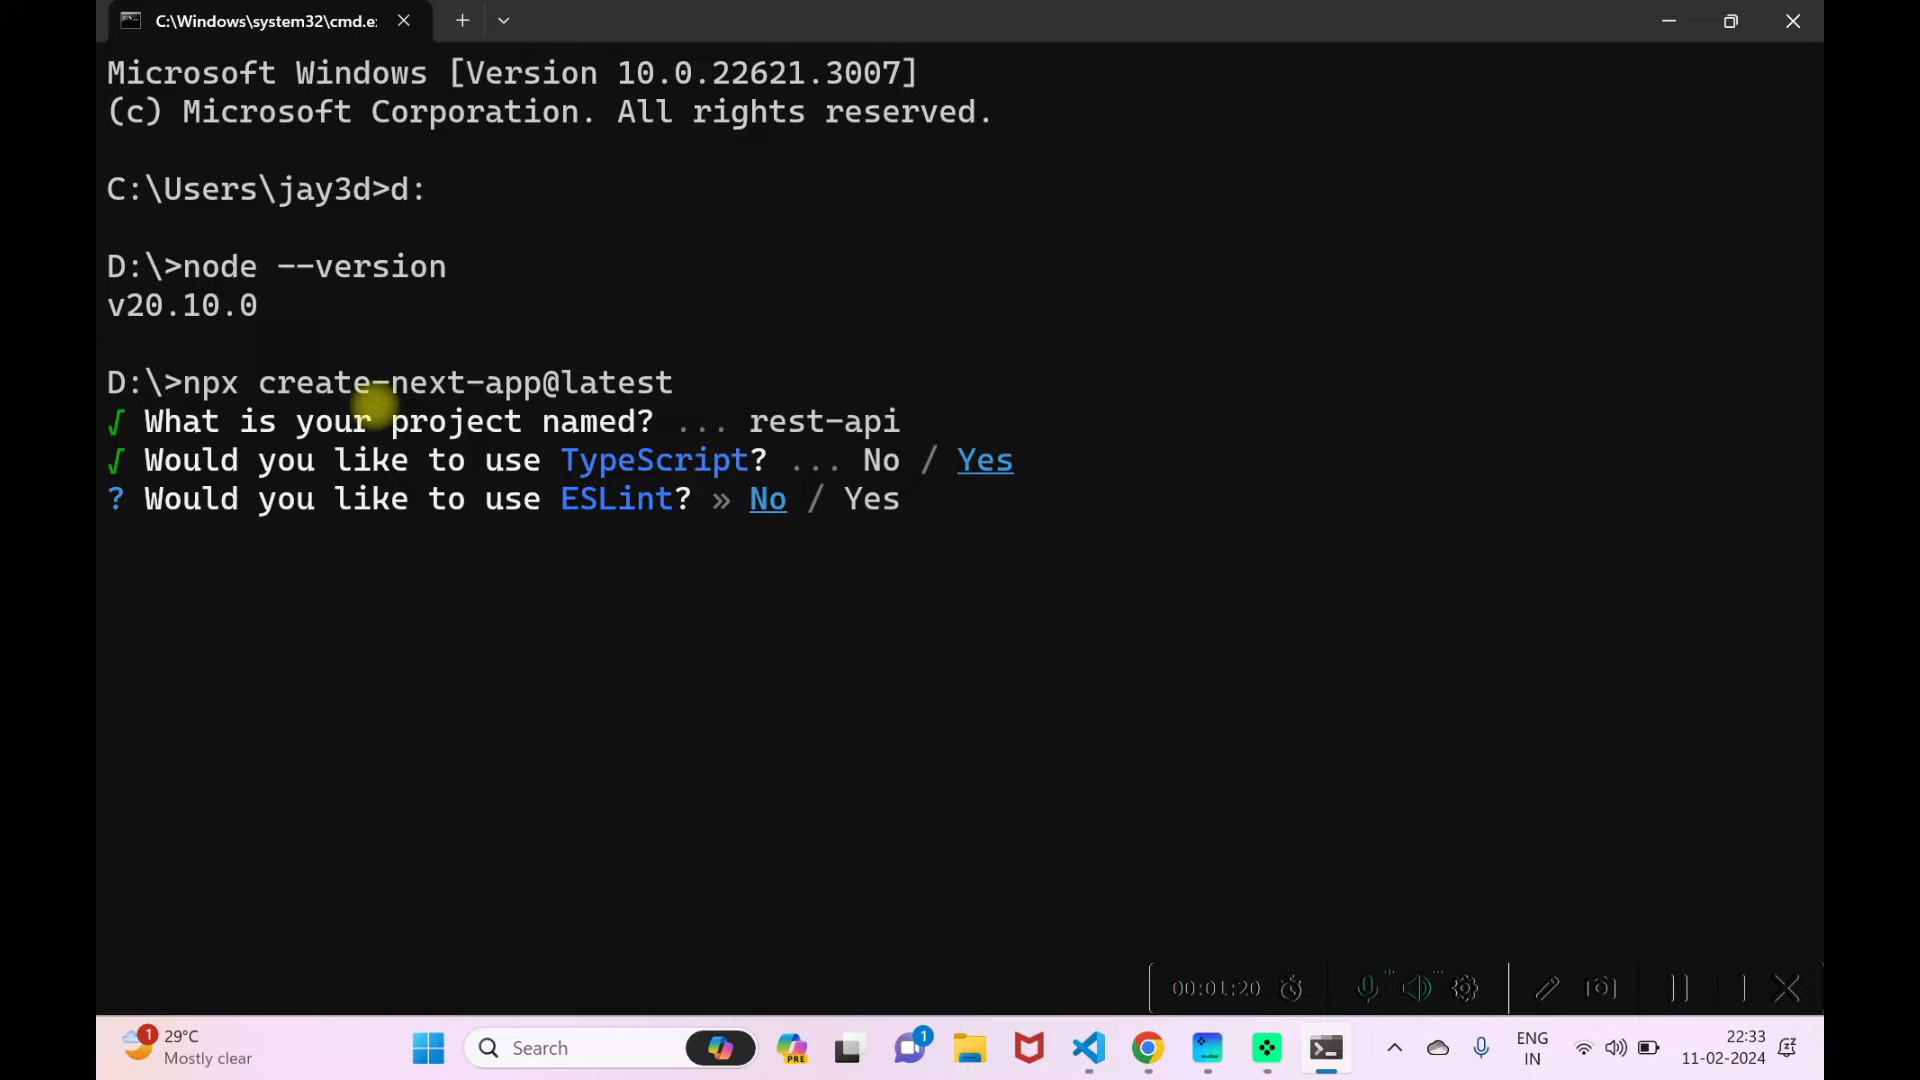 C:\Windows\system32\cmd.e:
Microsoft Windows [Version 10.0.22621.3007]
(c) Microsoft Corporation. All rights reserved.
C:\Users\jay3d>d:
D:\>node --version
v20.10.0
D:\>npx create-next-app@latest
√ What is your project named? ... rest-api
√ Would you like to use TypeScript? ... No / Yes
? Would you like to use ESLint? » No / Yes
00:01:20
1
29°C
Mostly clear
Search
PRE
1
ENG
IN
22:33
11-02-2024